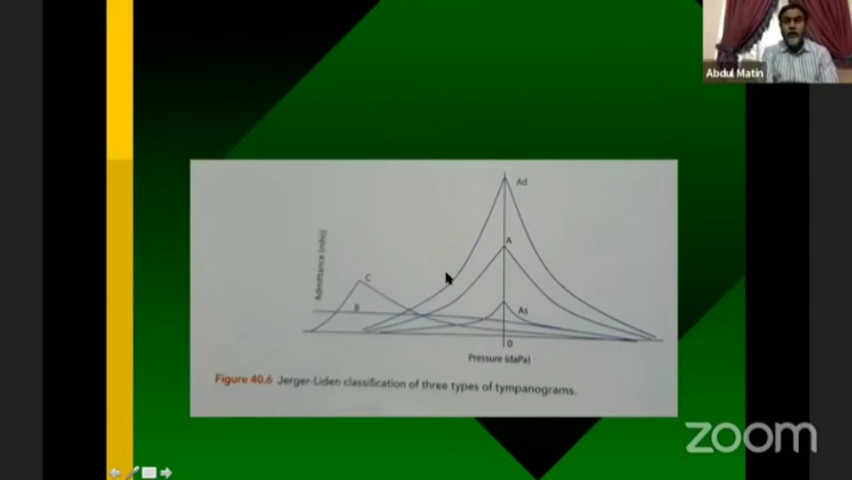 Abdul Matin
Ad
A
Admittance (mho)
C
B
As
0
Pressure (daPa)
Figure 40.6 Jerger-Liden classification of three types of tympanograms.
zoom